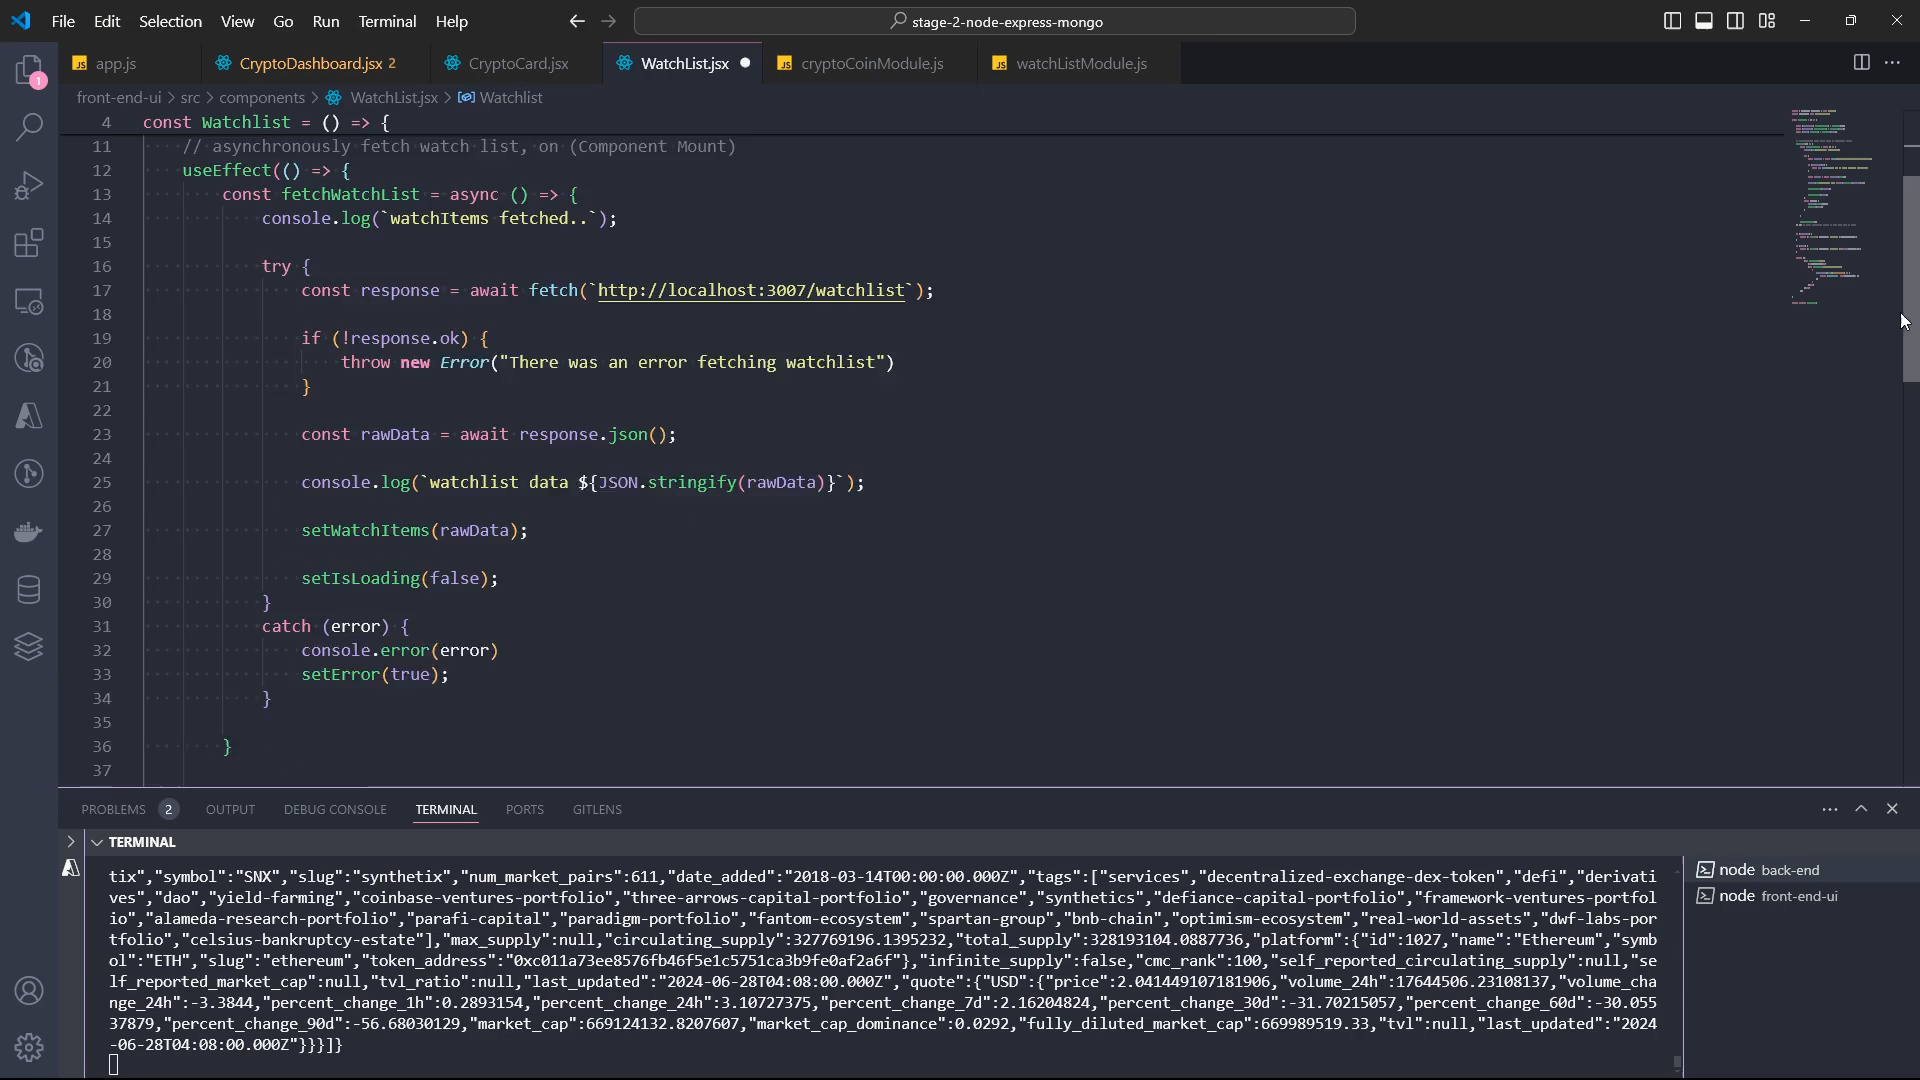 File Edit Selection View Go Run Terminal Help
stage-2-node-express-mongo
app.js
CryptoDashboard.jsx 2
CryptoCard.jsx
WatchList.jsx
cryptoCoinModule.js
watchListModule.js
front-end-ui > src > components > WatchList.jsx > Watchlist
4 const Watchlist = () => {
11 // asynchronously fetch watch list, on (Component Mount)
12 useEffect(() => {
13 const fetchWatchList = async () => {
14 console.log(`watchItems fetched..`);
15
16 try {
17 const response = await fetch(`http://localhost:3007/watchlist`);
18
19 if (!response.ok) {
20 throw new Error("There was an error fetching watchlist")
21 }
22
23 const rawData = await response.json();
24
25 console.log(`watchlist data ${JSON.stringify(rawData)}`);
26
27 setWatchItems(rawData);
28
29 setIsLoading(false);
30 }
31 catch (error) {
32 console.error(error)
33 setError(true);
34 }
35
36 }
37
1
PROBLEMS 2 OUTPUT DEBUG CONSOLE TERMINAL PORTS GITLENS
TERMINAL
tix","symbol":"SNX","slug":"synthetix","num_market_pairs":611,"date_added":"2018-03-14T00:00:00.000Z","tags":["services","decentralized-exchange-dex-token","defi","derivati
ves","dao","yield-farming","coinbase-ventures-portfolio","three-arrows-capital-portfolio","governance","synthetics","defiance-capital-portfolio","framework-ventures-portfol
io","alameda-research-portfolio","parafi-capital","paradigm-portfolio","fantom-ecosystem","spartan-group","bnb-chain","optimism-ecosystem","real-world-assets","dwf-labs-por
tfolio","celsius-bankruptcy-estate"],"max_supply":null,"circulating_supply":327769196.1395232,"total_supply":328193104.0887736,"platform":{"id":1027,"name":"Ethereum","symb
ol":"ETH","slug":"ethereum","token_address":"0xc011a73ee8576fb46f5e1c5751ca3b9fe0af2a6f"},"infinite_supply":false,"cmc_rank":100,"self_reported_circulating_supply":null,"se
lf_reported_market_cap":null,"tvl_ratio":null,"last_updated":"2024-06-28T04:08:00.000Z","quote":{"USD":{"price":2.041449107181906,"volume_24h":17644506.23108137,"volume_cha
nge_24h":-3.3844,"percent_change_1h":0.2893154,"percent_change_24h":3.10727375,"percent_change_7d":2.16204824,"percent_change_30d":-31.70215057,"percent_change_60d":-30.055
37879,"percent_change_90d":-56.68030129,"market_cap":669124132.8207607,"market_cap_dominance":0.0292,"fully_diluted_market_cap":669989519.33,"tvl":null,"last_updated":"2024
-06-28T04:08:00.000Z"}}}]}
node back-end
node front-end-ui